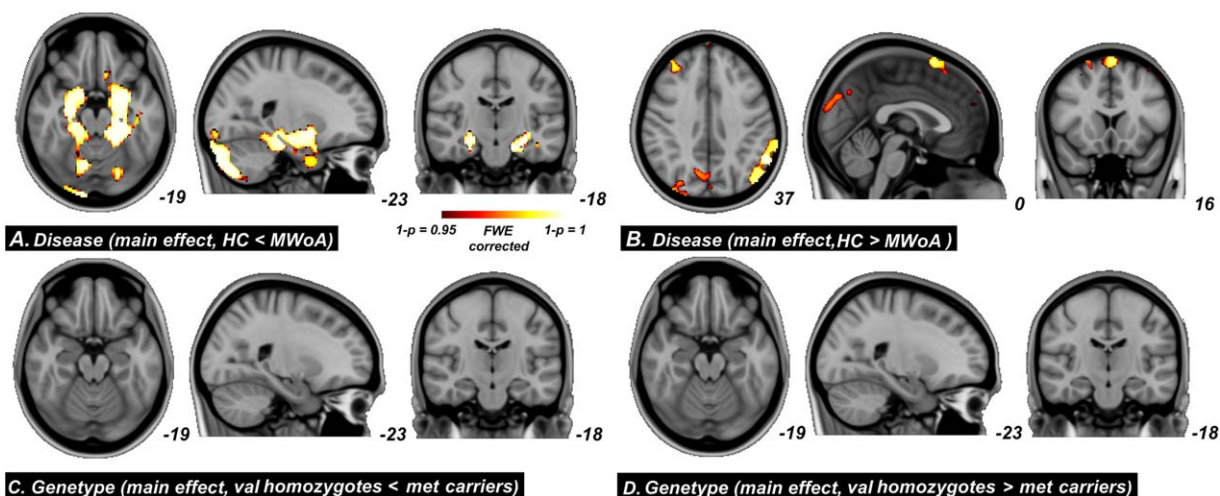 -19
-23
-18
37
0
16
1-p = 0.95 FWE corrected 1-p = 1
A. Disease (main effect, HC < MWoA)
B. Disease (main effect,HC > MWoA )
-19
-23
-18
-19
-23
-18
C. Genotype (main effect, val homozygotes < met carriers)
D. Genotype (main effect, val homozygotes > met carriers)